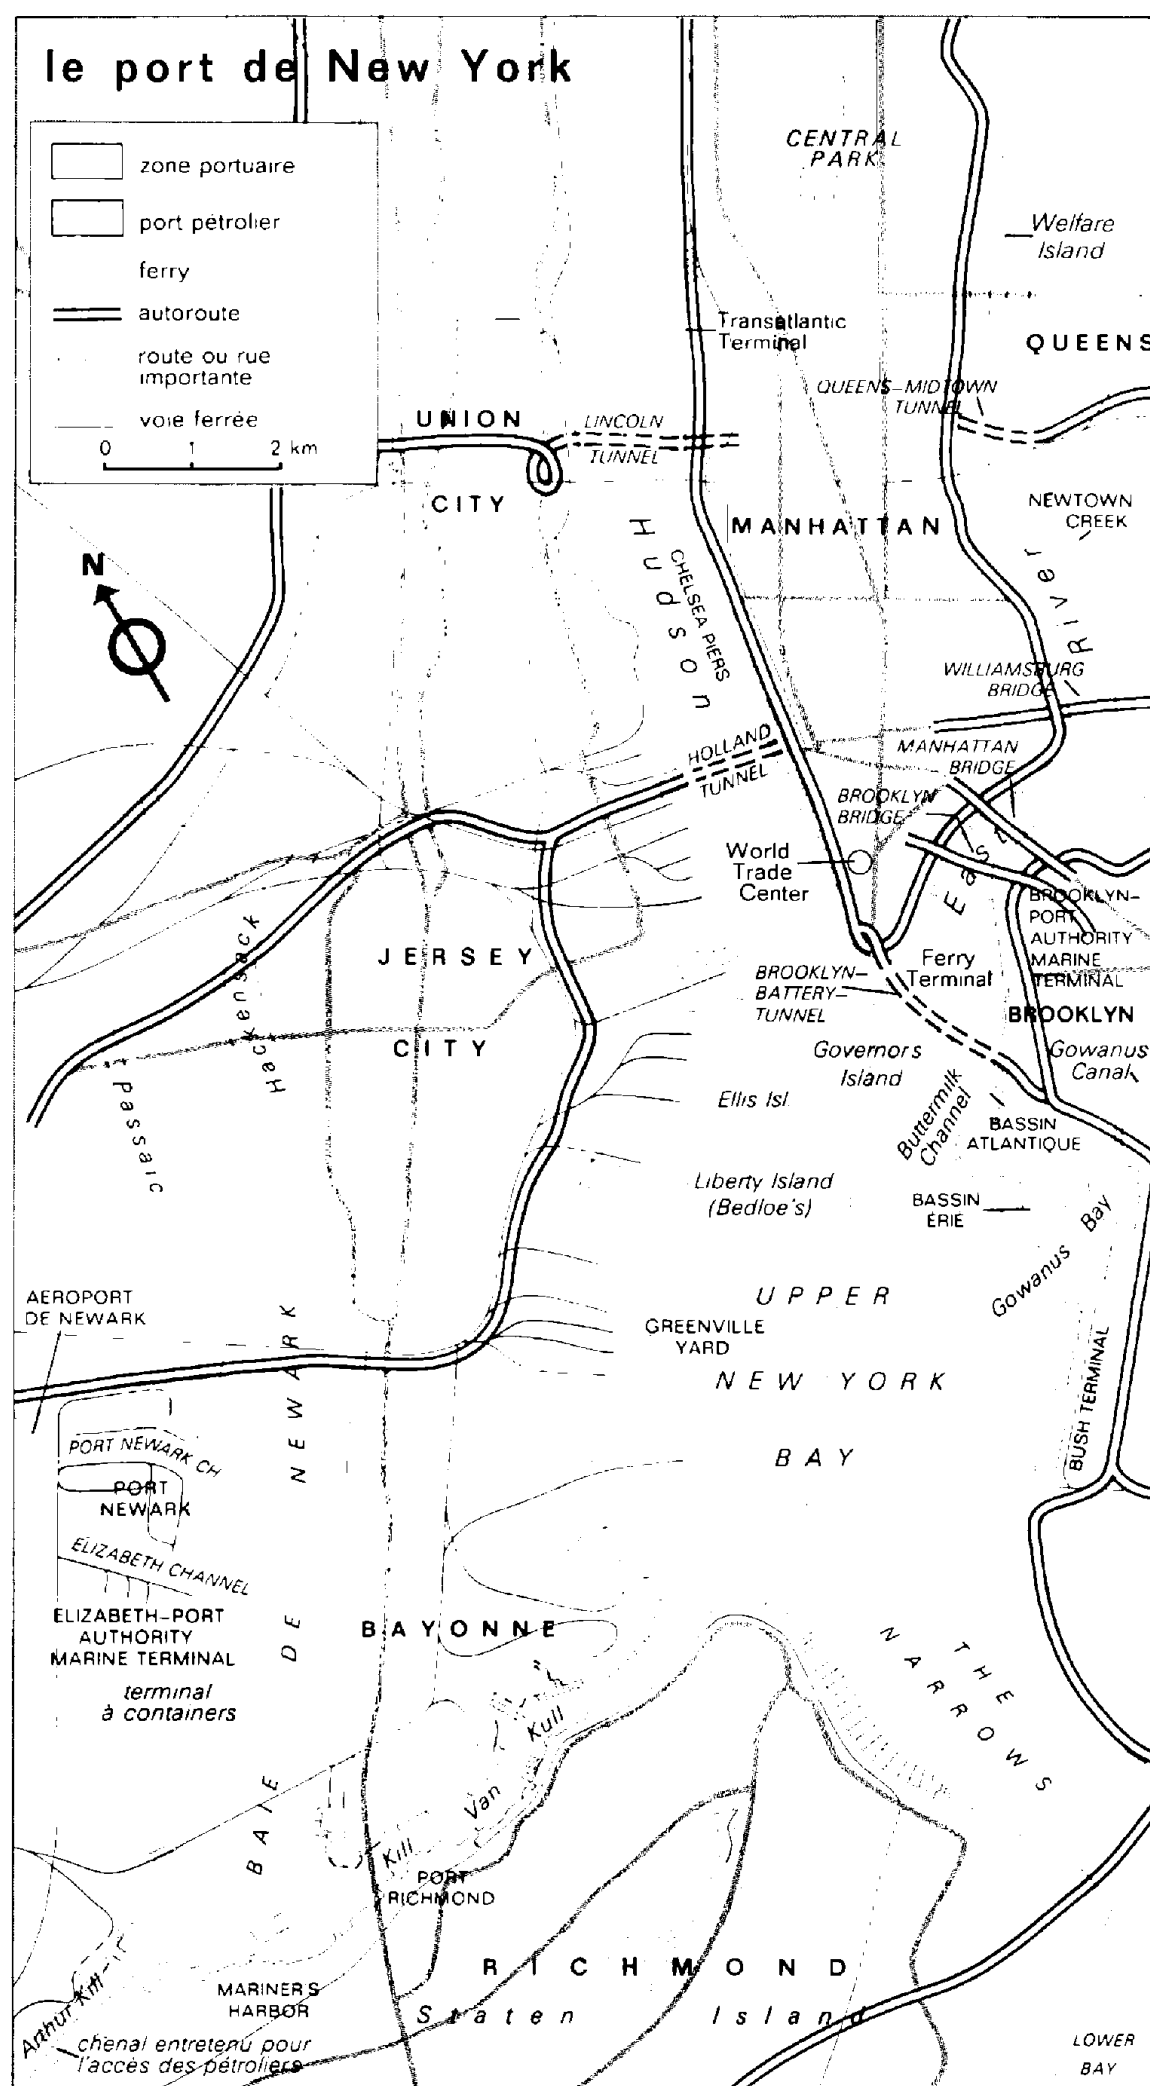 le port de New York
zone portuaire
port pétrolier
ferry
autoroute
route ou rue
importante
voie ferrée
0 1 2 km
N
CENTRAL
PARK
Welfare
Island
Transatlantic
Terminal
QUEENS
QUEENS-MIDTOWN
TUNNEL
UNION
CITY
LINCOLN
TUNNEL
MANHATTAN
NEWTOWN
CREEK
Hudson
CHELSEA PIERS
River
WILLIAMSBURG
BRIDGE
HOLLAND
TUNNEL
MANHATTAN
BRIDGE
BROOKLYN
BRIDGE
World
Trade
Center
East
BROOKLYN-
PORT
AUTHORITY
MARINE
TERMINAL
Hackensack
JERSEY
CITY
Ferry
Terminal
BROOKLYN-
BATTERY-
TUNNEL
BROOKLYN
Governors
Island
Gowanus
Canal
Passaic
Ellis Isl
Buttermilk
Channel
BASSIN
ATLANTIQUE
Liberty Island
(Bedloe's)
BASSIN
ERIE
Gowanus Bay
AEROPORT
DE NEWARK
UPPER
NEW YORK
BAY
GREENVILLE
YARD
BUSH TERMINAL
PORT NEWARK CH
PORT
NEWARK
ELIZABETH CHANNEL
ELIZABETH-PORT
AUTHORITY
MARINE TERMINAL
terminal
à containers
BAIE DE NEWARK
BAYONNE
THE
NARROWS
Kill Van Kull
PORT
RICHMOND
RICHMOND
Staten Island
MARINER'S
HARBOR
Arthur Kill
chenal entretenu pour
l'accès des pétroliers
LOWER
BAY